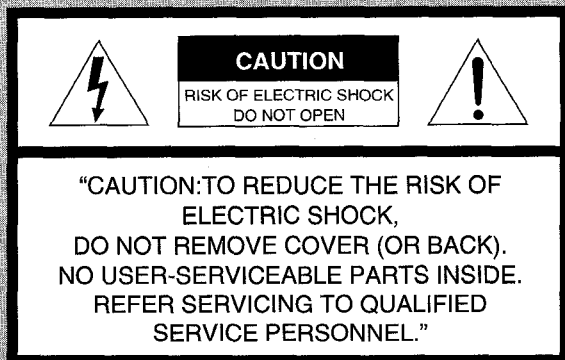 CAUTION
RISK OF ELECTRIC SHOCK
DO NOT OPEN
"CAUTION:TO REDUCE THE RISK OF
ELECTRIC SHOCK,
DO NOT REMOVE COVER (OR BACK).
NO USER-SERVICEABLE PARTS INSIDE.
REFER SERVICING TO QUALIFIED
SERVICE PERSONNEL."